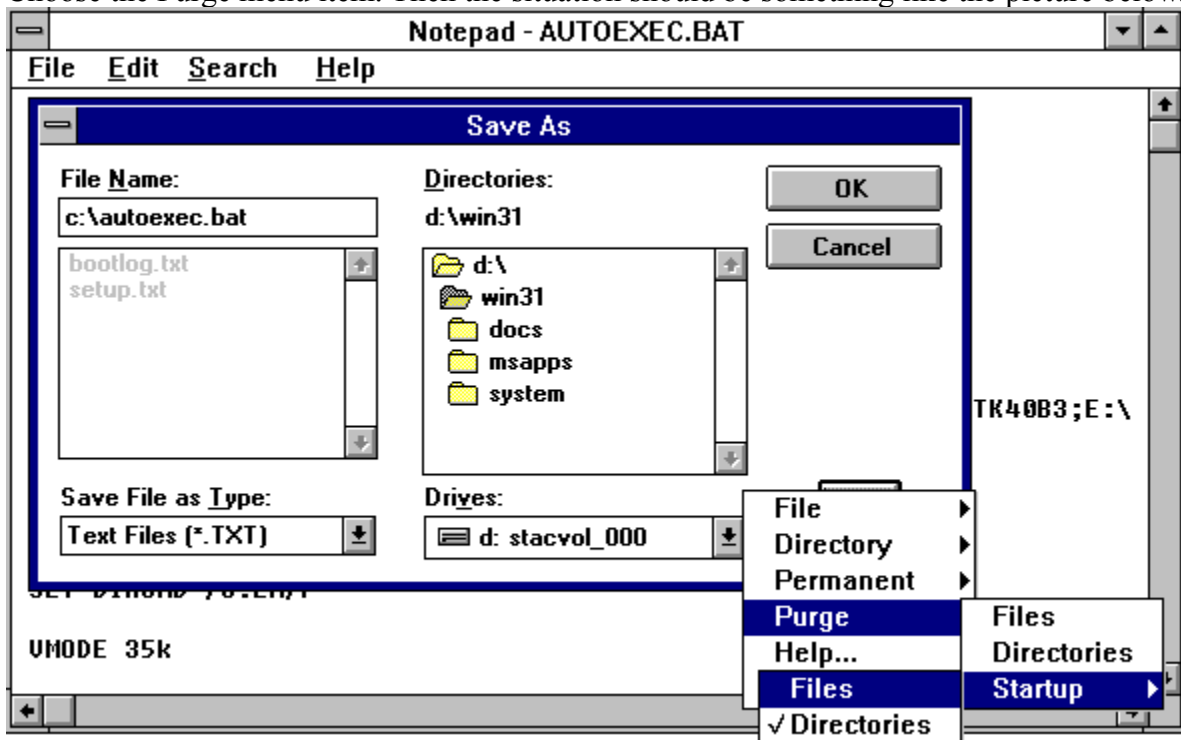 Choose the Purge menu item. Then the situation should be something like the picture below.
Notepad - AUTOEXEC.BAT
File Edit Search Help
Save As
File Name:
c:\autoexec.bat
bootlog.txt
setup.txt
Directories:
d:\win31
d:\
win31
docs
msapps
system
OK
Cancel
TK40B3;E:\
Save File as Type:
Text Files (*.TXT)
Drives:
d: stacvol_000
File
Directory
Permanent
Purge
Help...
Files
Directories
Startup
Files
✓ Directories
VMODE 35k